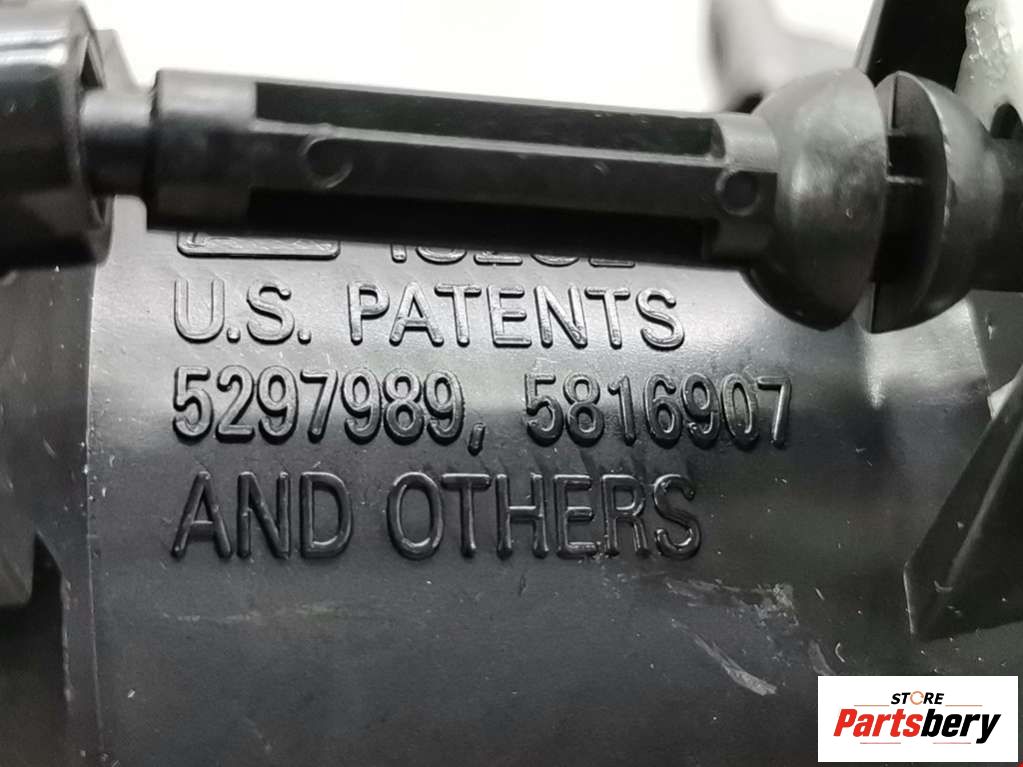 U.S. PATENTS
5297989, 5816907
AND OTHERS
STORE
Partsbery